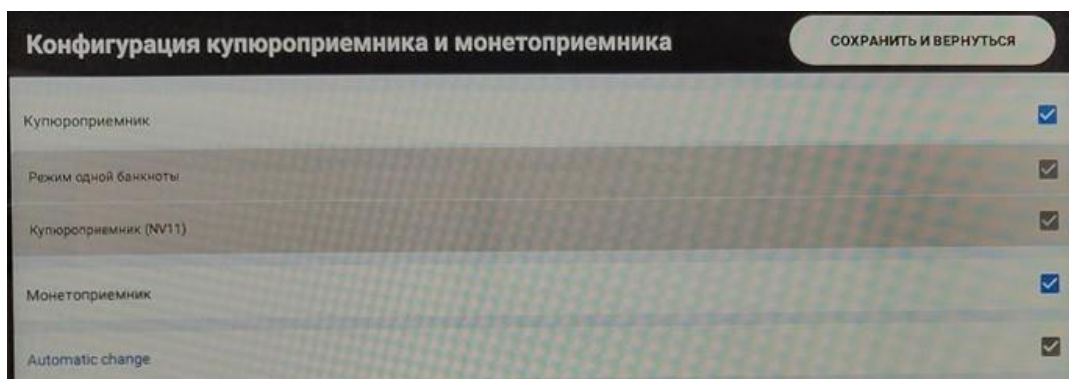 Конфигурация купюроприемника и монетоприемника
СОХРАНИТЬ И ВЕРНУТЬСЯ
Купюроприемник
Режим одной банкноты
Купюроприемник (NV11)
Монетоприемник
Automatic change